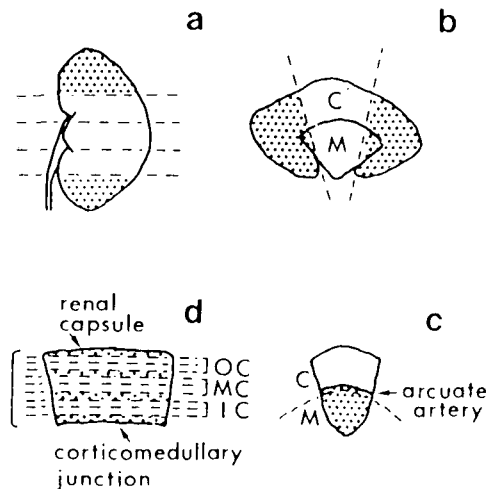 a
b
C
M
d
renal
capsule
OC
MC
IC
corticomedullary
junction
c
C
M
arcuate
artery